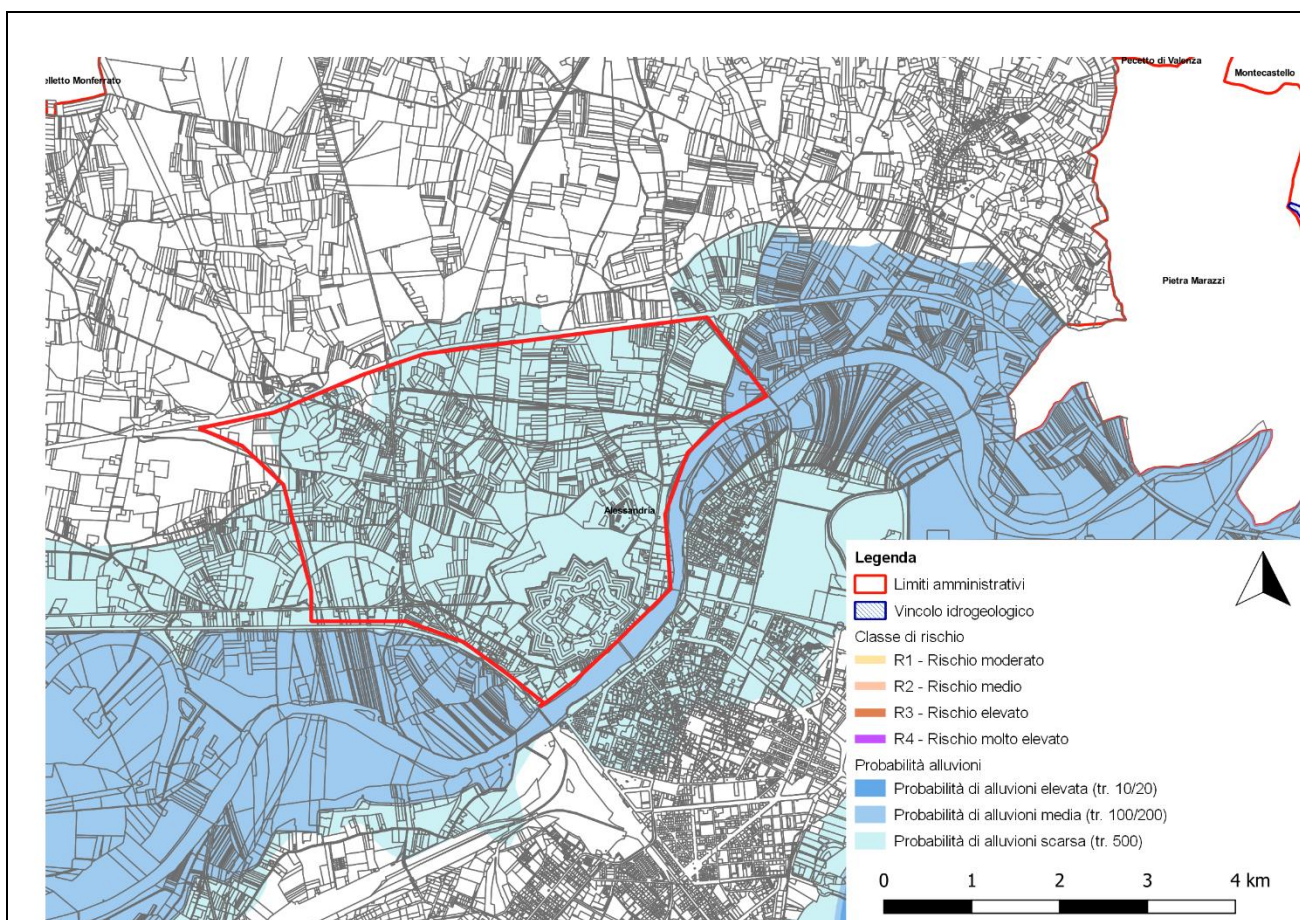 elletto Monferrato
Pecetto di Valenza
Montecastello
Pietra Marazzi
Alessandria
Legenda
Limiti amministrativi
Vincolo idrogeologico
Classe di rischio
R1 - Rischio moderato
R2 - Rischio medio
R3 - Rischio elevato
R4 - Rischio molto elevato
Probabilità alluvioni
Probabilità di alluvioni elevata (tr. 10/20)
Probabilità di alluvioni media (tr. 100/200)
Probabilità di alluvioni scarsa (tr. 500)
0 1 2 3 4 km